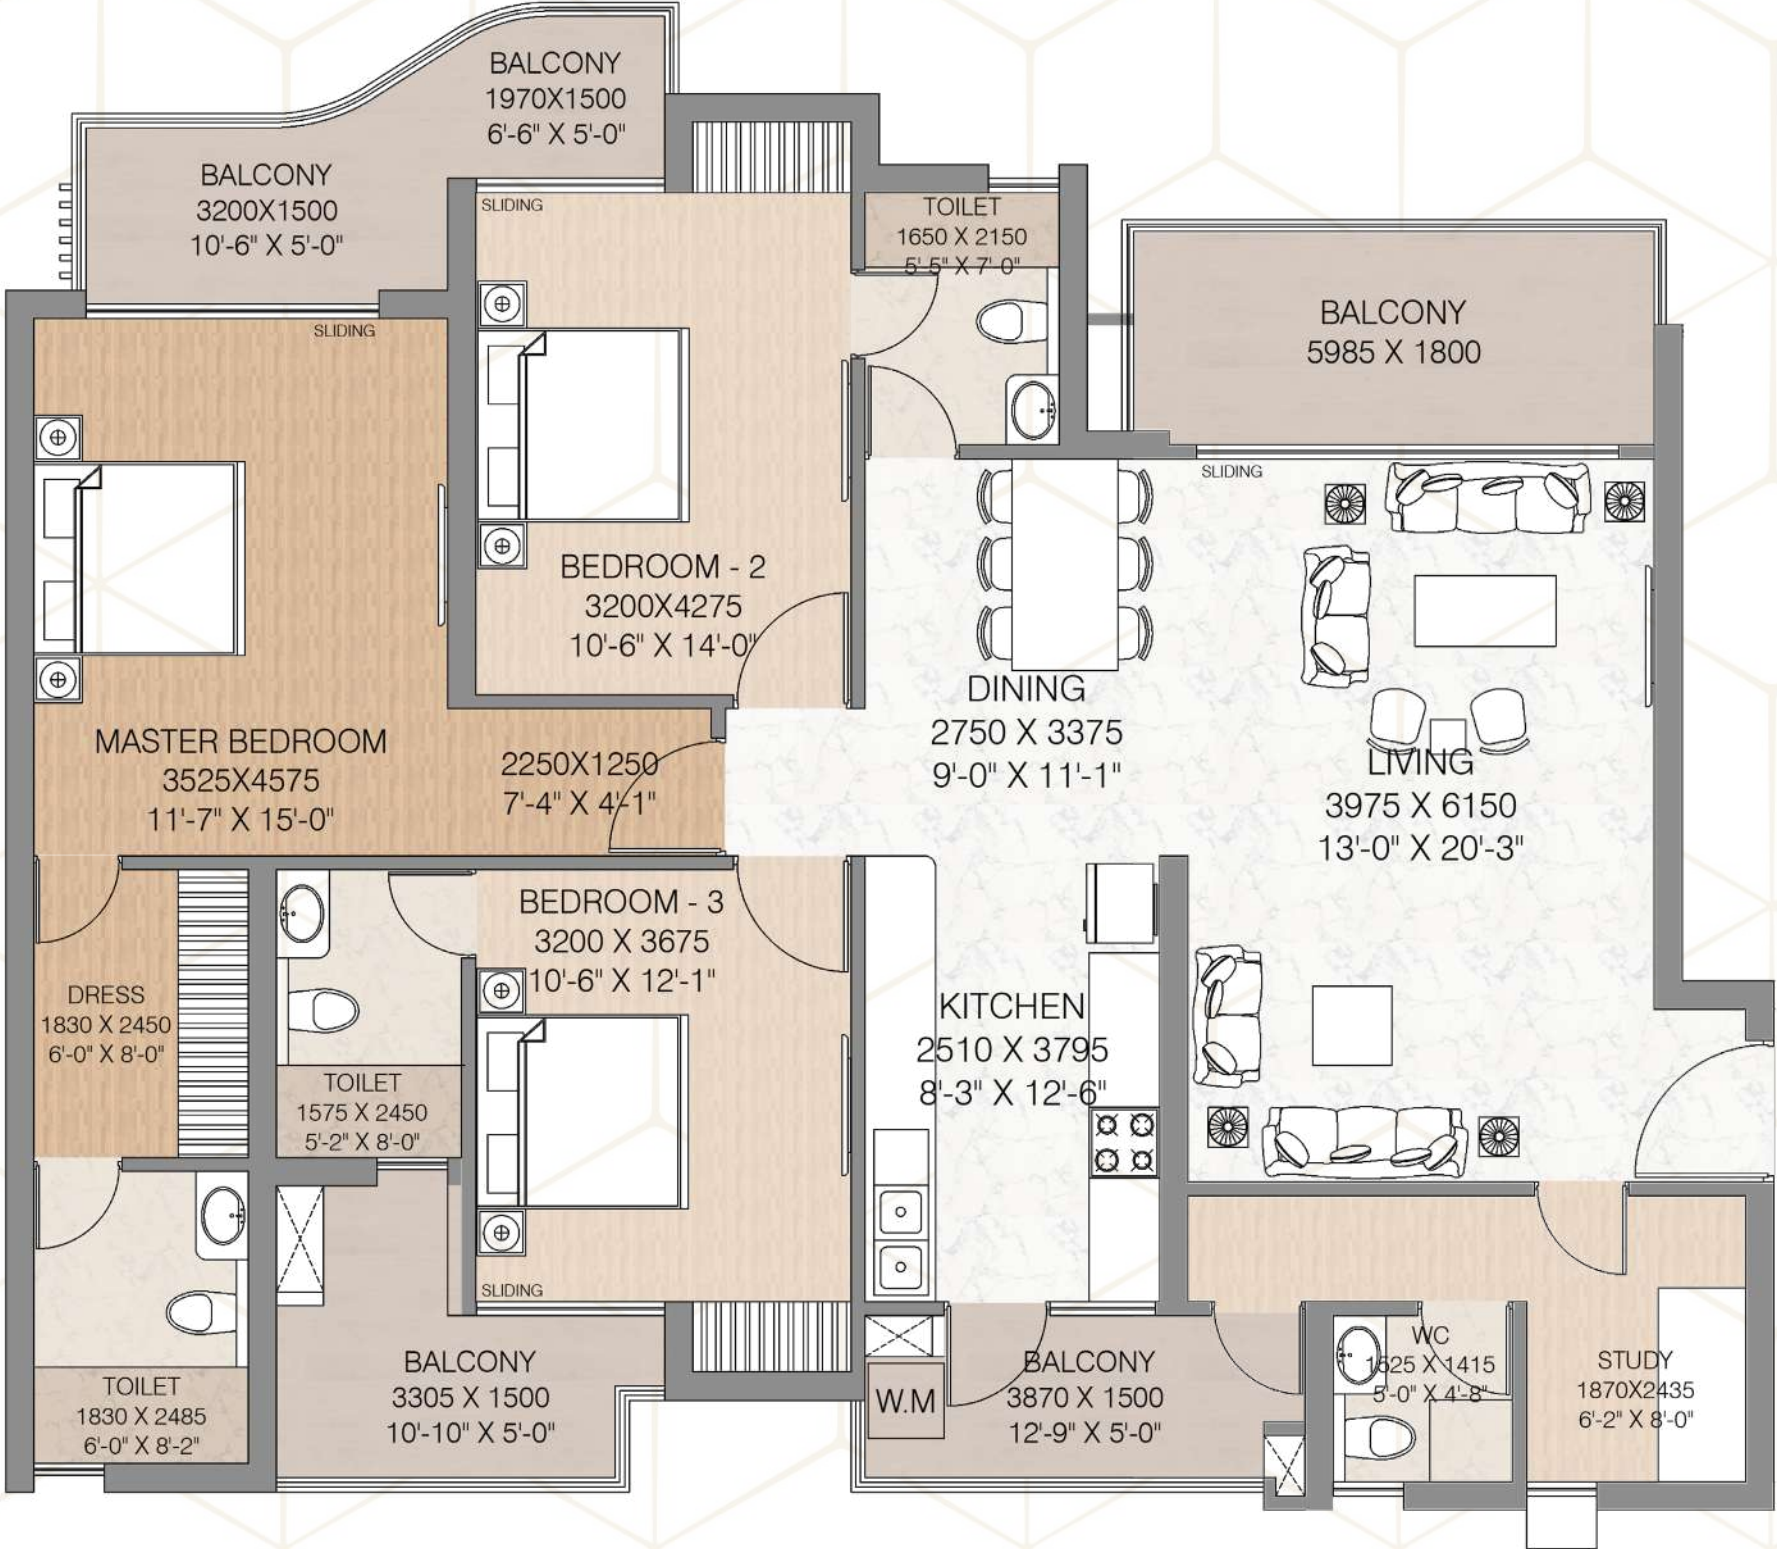 BALCONY
1970X1500
6'-6" X 5'-0"
BALCONY
3200X1500
10'-6" X 5'-0"
SLIDING
TOILET
1650 X 2150
5'-5" X 7'-0"
BALCONY
5985 X 1800
SLIDING
SLIDING
BEDROOM - 2
3200X4275
10'-6" X 14'-0"
DINING
2750 X 3375
9'-0" X 11'-1"
MASTER BEDROOM
3525X4575
11'-7" X 15'-0"
2250X1250
7'-4" X 4'-1"
LIVING
3975 X 6150
13'-0" X 20'-3"
BEDROOM - 3
3200 X 3675
10'-6" X 12'-1"
DRESS
1830 X 2450
6'-0" X 8'-0"
KITCHEN
2510 X 3795
8'-3" X 12'-6"
TOILET
1575 X 2450
5'-2" X 8'-0"
SLIDING
TOILET
1830 X 2485
6'-0" X 8'-2"
BALCONY
3305 X 1500
10'-10" X 5'-0"
W.M
BALCONY
3870 X 1500
12'-9" X 5'-0"
WC
1525 X 1415
5'-0" X 4'-8"
STUDY
1870X2435
6'-2" X 8'-0"